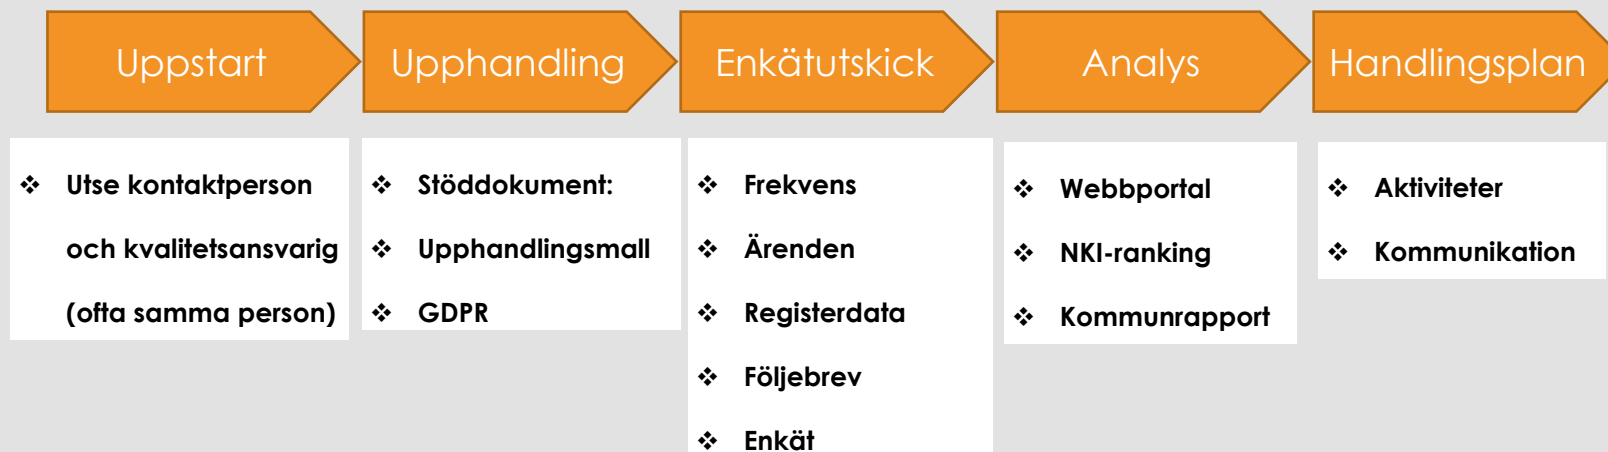 Uppstart
Upphandling
Enkätutskick
Analys
Handlingsplan
❖ Utse kontaktperson
och kvalitetsansvarig
(ofta samma person)
❖ Stöddokument:
❖ Upphandlingsmall
❖ GDPR
❖ Frekvens
❖ Ärenden
❖ Registerdata
❖ Följebrev
❖ Enkät
❖ Webbportal
❖ NKI-ranking
❖ Kommunrapport
❖ Aktiviteter
❖ Kommunikation